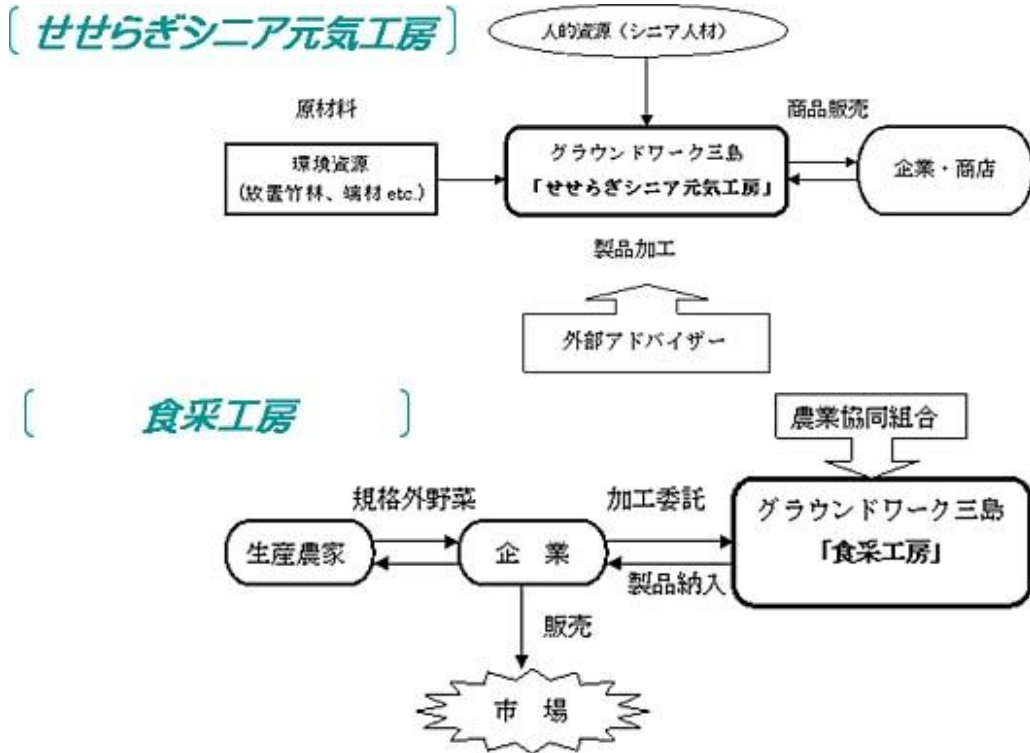 〔せせらぎシニア元気工房〕
人的資源（シニア人材）
原材料
商品販売
環境資源
(放置竹林、端材 etc.)
グラウンドワーク三島
「せせらぎシニア元気工房」
企業・商店
製品加工
外部アドバイザー
〔食采工房〕
農業協同組合
規格外野菜
加工委託
グラウンドワーク三島
「食采工房」
生産農家
企　業
製品納入
販売
市　場